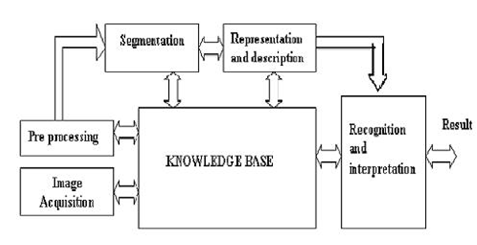 Segmentation
Representation
and description
Pre processing
KNOWLEDGE BASE
Recognition
and
interpretation
Result
Image
Acquisition